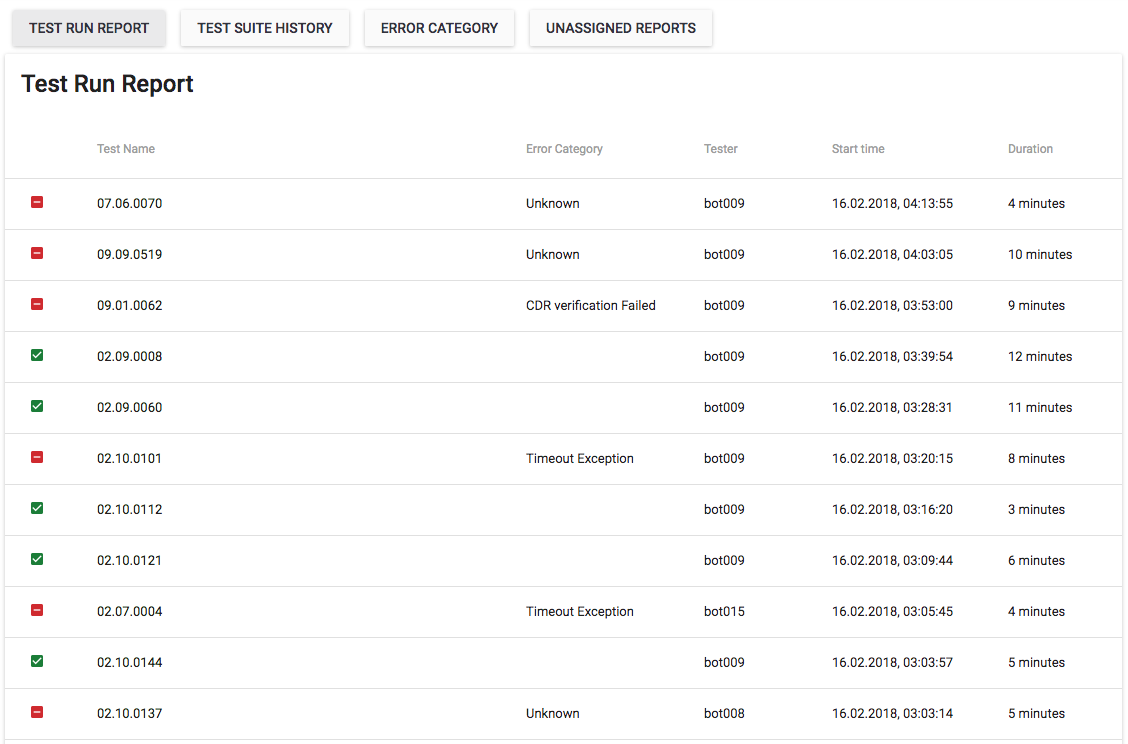 TEST RUN REPORT TEST SUITE HISTORY ERROR CATEGORY UNASSIGNED REPORTS
Test Run Report
Test Name Error Category Tester Start time Duration
07.06.0070 Unknown bot009 16.02.2018, 04:13:55 4 minutes
09.09.0519 Unknown bot009 16.02.2018, 04:03:05 10 minutes
09.01.0062 CDR verification Failed bot009 16.02.2018, 03:53:00 9 minutes
02.09.0008 bot009 16.02.2018, 03:39:54 12 minutes
02.09.0060 bot009 16.02.2018, 03:28:31 11 minutes
02.10.0101 Timeout Exception bot009 16.02.2018, 03:20:15 8 minutes
02.10.0112 bot009 16.02.2018, 03:16:20 3 minutes
02.10.0121 bot009 16.02.2018, 03:09:44 6 minutes
02.07.0004 Timeout Exception bot015 16.02.2018, 03:05:45 4 minutes
02.10.0144 bot009 16.02.2018, 03:03:57 5 minutes
02.10.0137 Unknown bot008 16.02.2018, 03:03:14 5 minutes